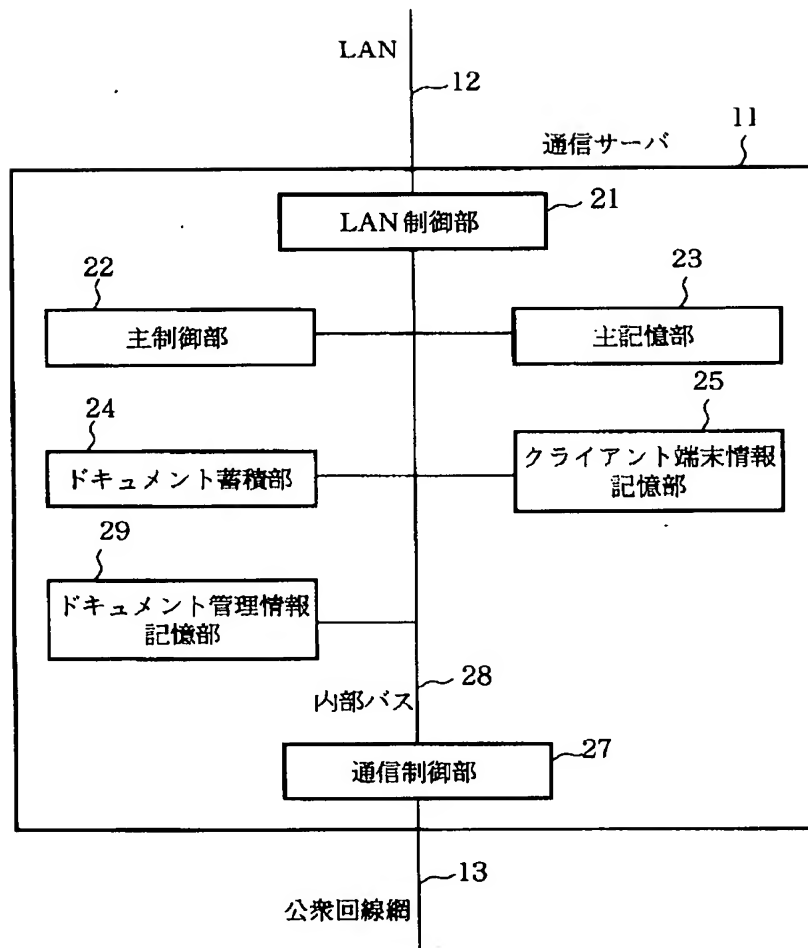 LAN
12
11
通信サーバ
21
LAN制御部
22
23
主制御部
主記憶部
24
25
ドキュメント蓄積部
クライアント端末情報
記憶部
29
ドキュメント管理情報
記憶部
28
内部バス
27
通信制御部
13
公衆回線網